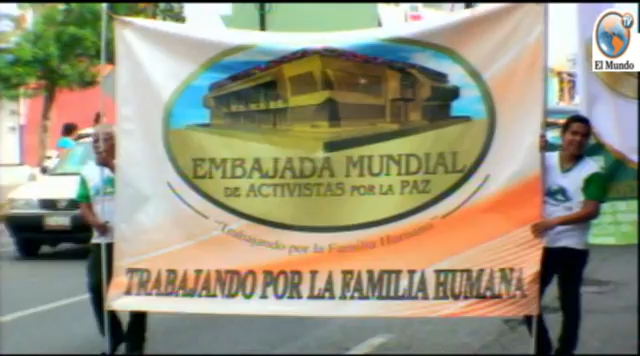 TV
El Mundo
EMBAJADA MUNDIAL
DE ACTIVISTAS POR LA PAZ
"Trabajando por la Familia Humana"
TRABAJANDO POR LA FAMILIA HUMANA